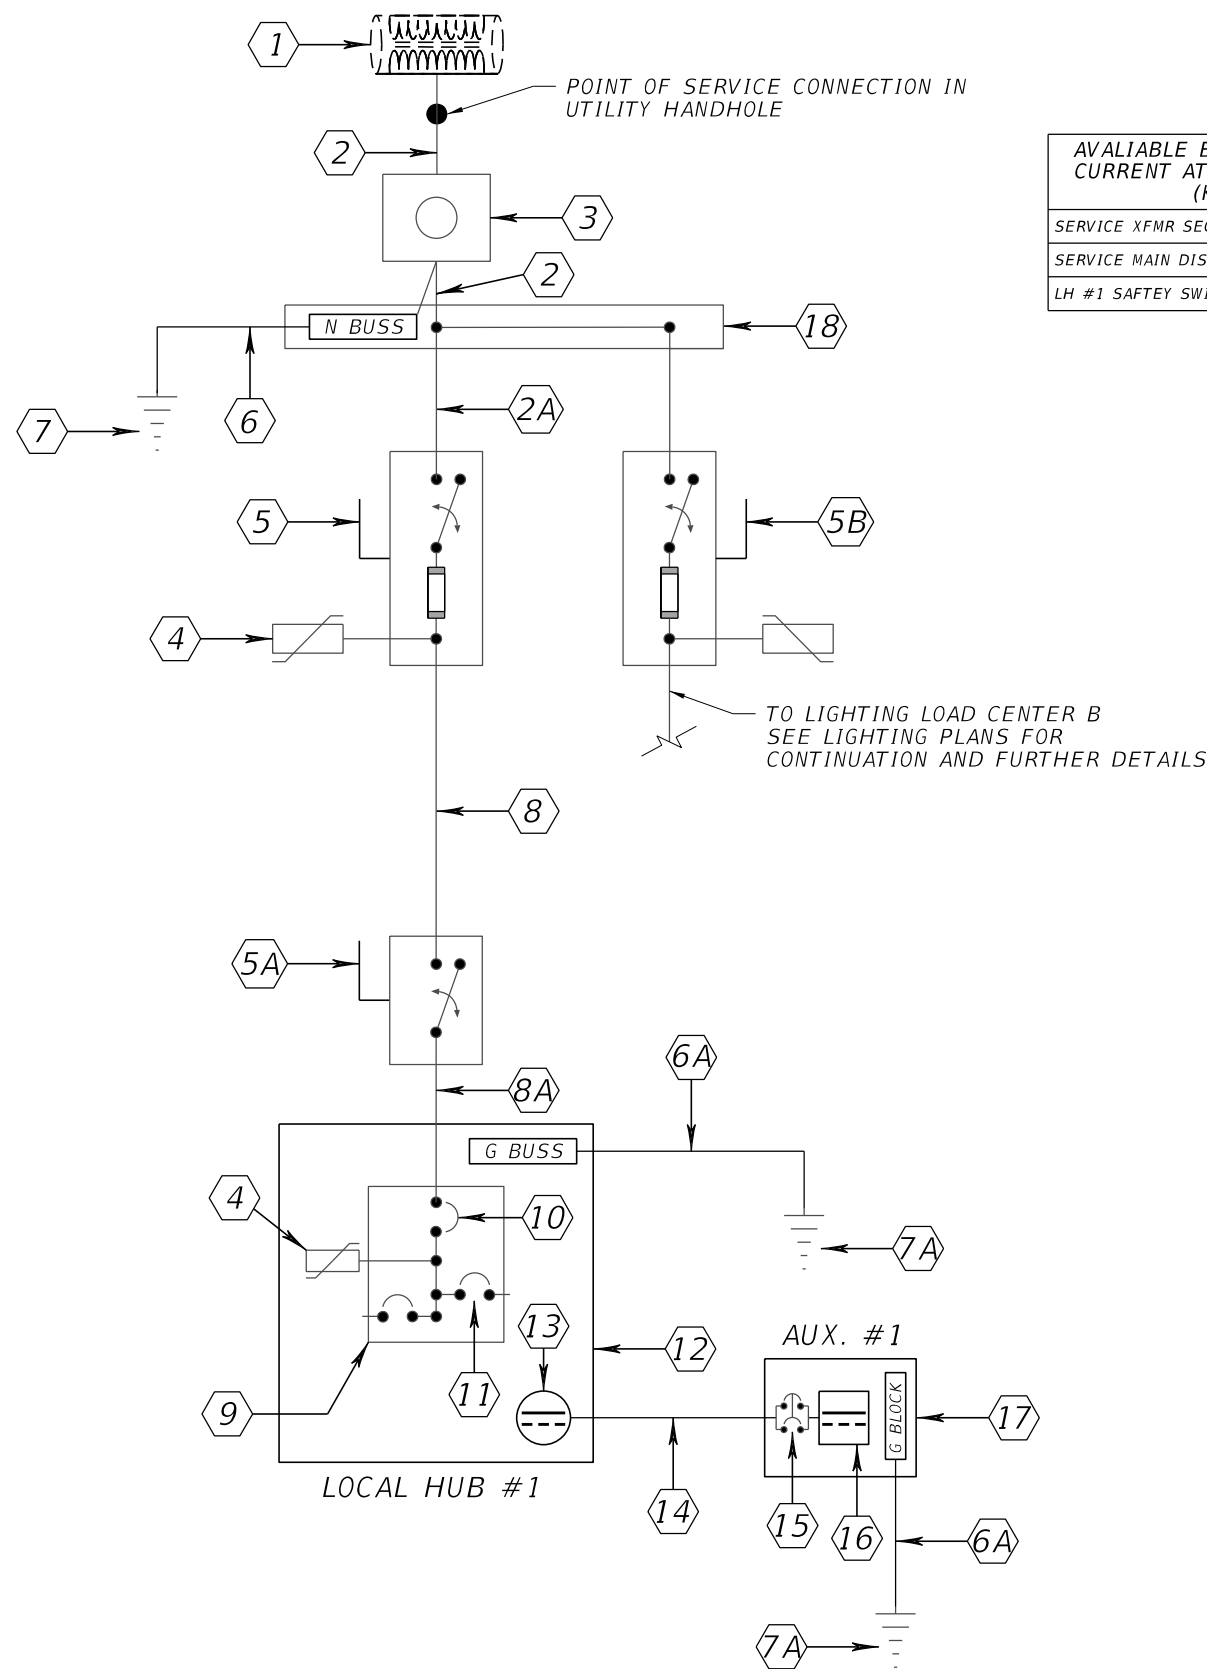 1
POINT OF SERVICE CONNECTION IN
UTILITY HANDHOLE
2
3
AVALIABLE
CURRENT AT
SERVICE XFMR
SERVICE MAIN
LH #1 SAFTEY
2
N BUSS
18
6
7
2A
5
5B
4
TO LIGHTING LOAD CENTER B
SEE LIGHTING PLANS FOR
CONTINUATION AND FURTHER DETAILS
8
5A
6A
8A
G BUSS
4
10
7A
13
12
AUX. #1
11
9
G BLOCK
17
LOCAL HUB #1
14
15
16
6A
7A